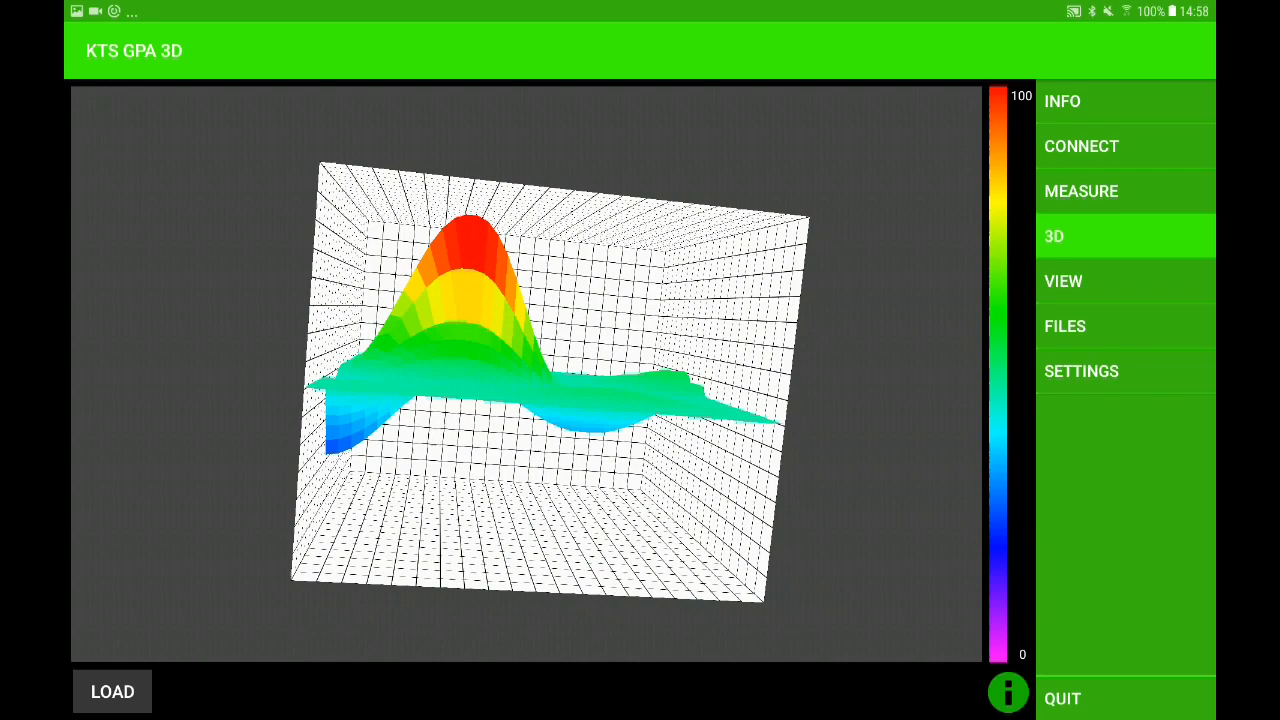 ... 100% 14:58
KTS GPA 3D
100
0
INFO
CONNECT
MEASURE
3D
VIEW
FILES
SETTINGS
LOAD
QUIT